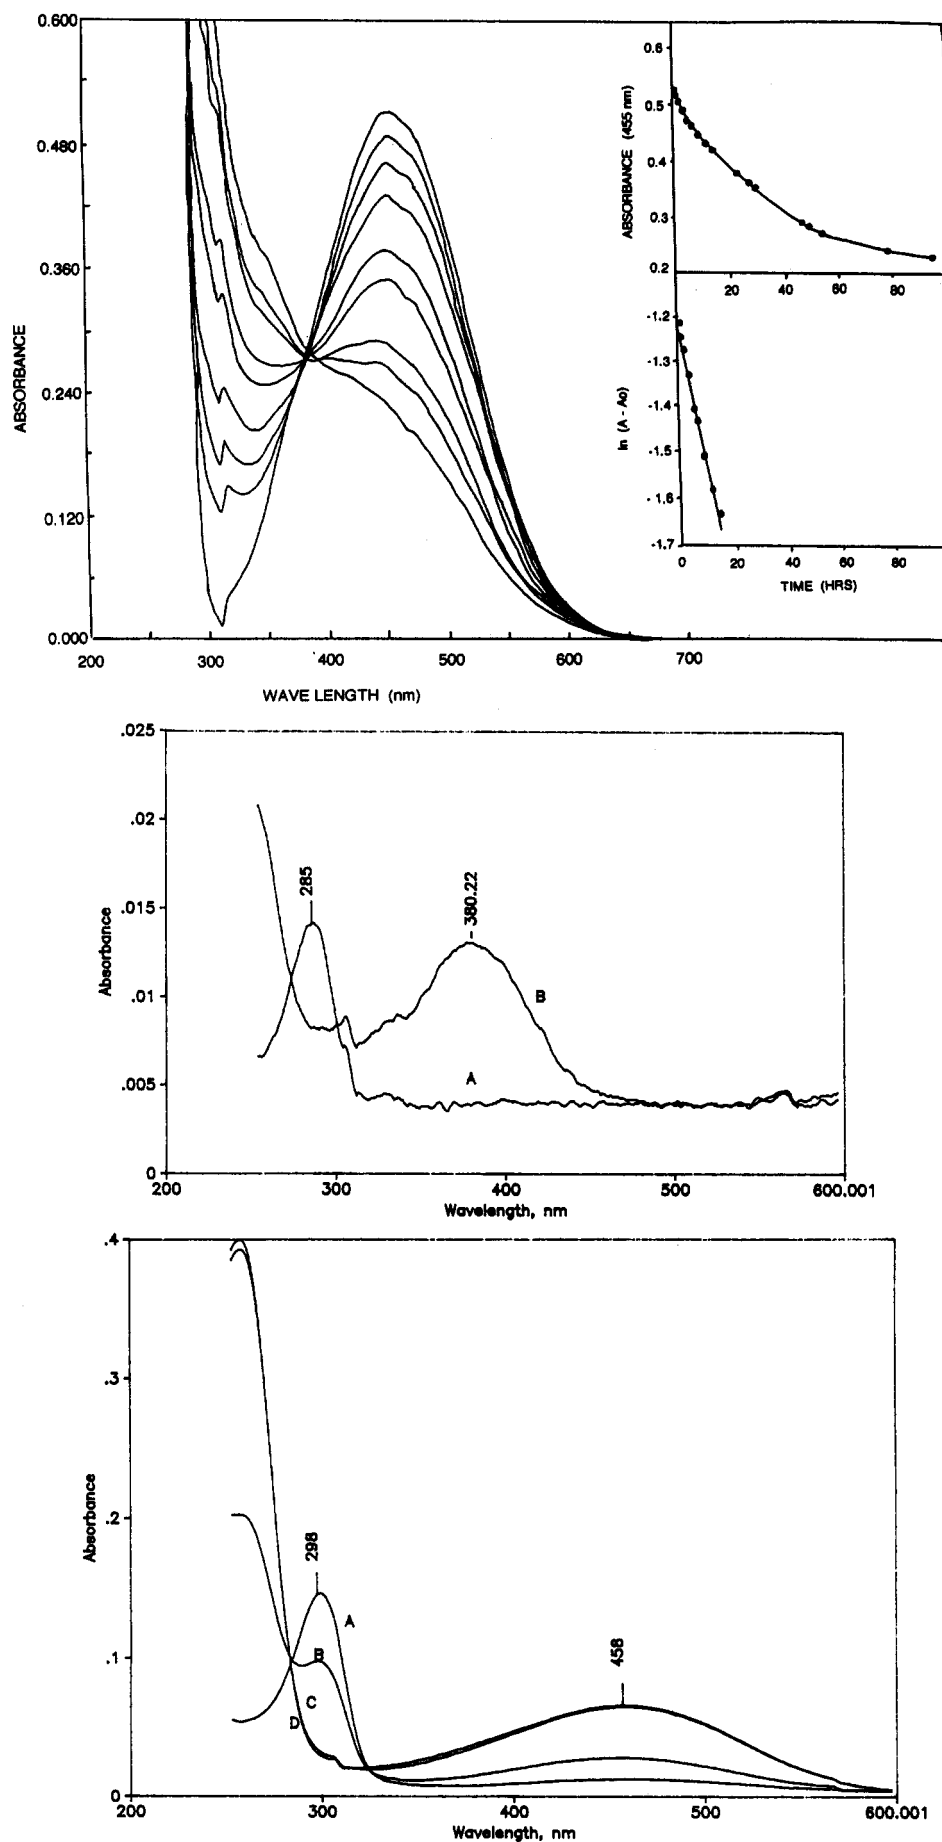 0.600
0.480
0.360
0.240
0.120
0.000
ABSORBANCE
200 300 400 500 600 700
WAVE LENGTH (nm)
0.6
0.5
0.4
0.3
0.2
ABSORBANCE (455 nm)
20 40 60 80
-1.2
-1.3
-1.4
-1.5
-1.6
-1.7
ln (A - Ao)
0 20 40 60 80
TIME (HRS)
.025
.02
.015
.01
.005
0
Absorbance
285
380.22
B
A
200 300 400 500 600.001
Wavelength, nm
.4
.3
.2
.1
0
Absorbance
298
A
B
C
D
458
200 300 400 500 600.001
Wavelength, nm